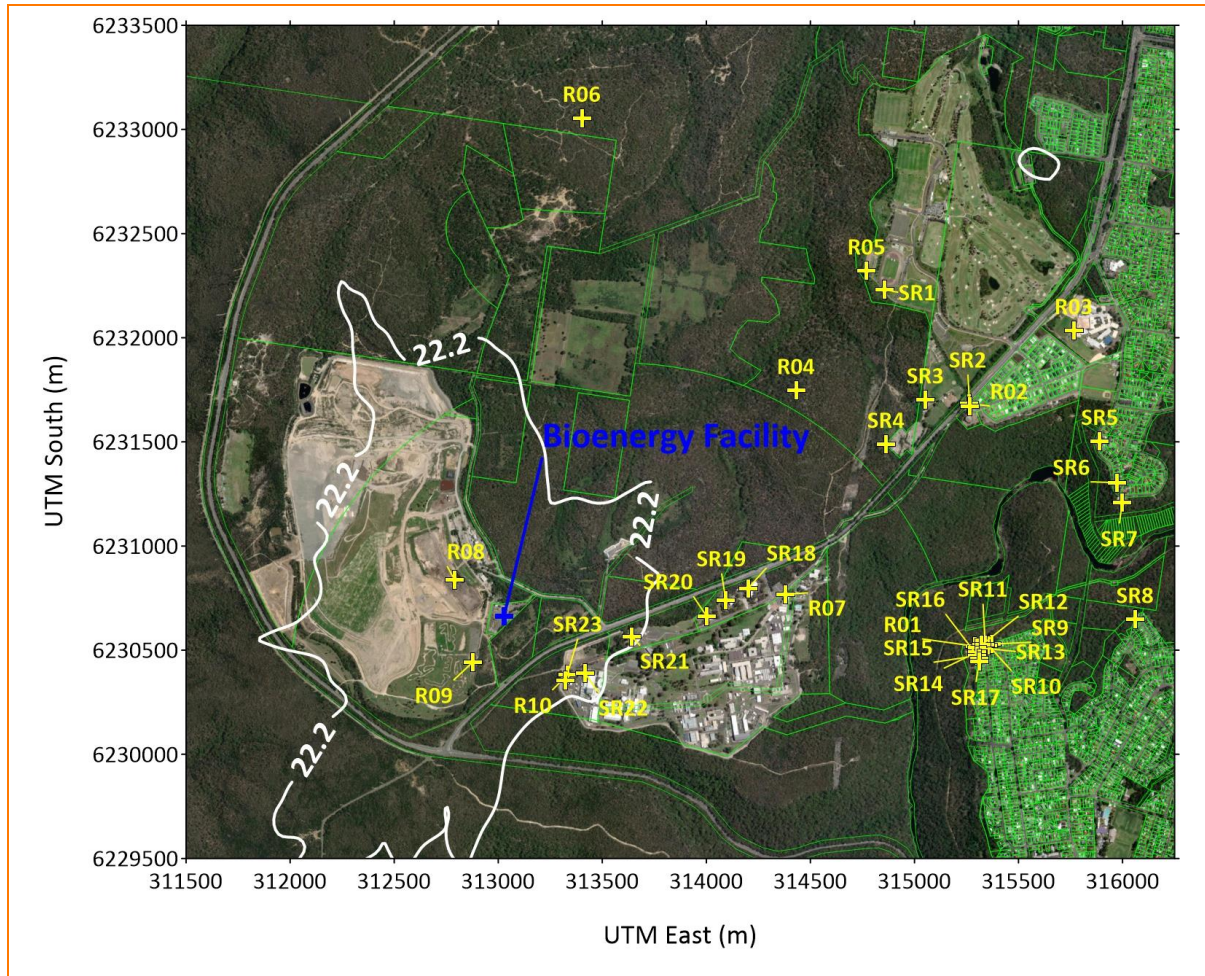 6233500
6233000
6232500
6232000
6231500
6231000
6230500
6230000
6229500
UTM South (m)
R06
R05
SR1
R03
22.2
R04
SR2
SR3
R02
Bioenergy Facility
SR4
SR5
SR6
22.2
22.2
SR7
R08
SR19
SR18
SR20
R07
SR11
SR16
SR12
SR8
R01
SR9
SR23
SR15
SR13
SR21
SR14
SR10
R09
SR17
R10
SR22
22.2
311500 312000 312500 313000 313500 314000 314500 315000 315500 316000
UTM East (m)